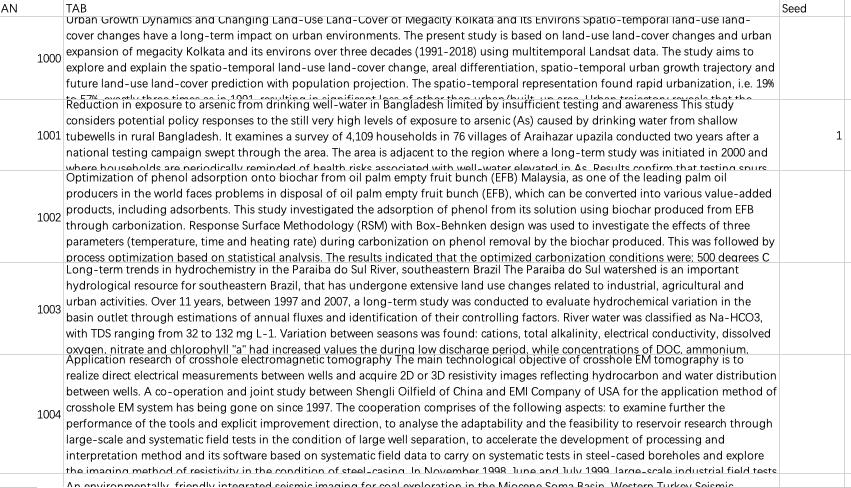 AN TAB Seed
Urban Growth Dynamics and Changing Land-Use Land-Cover of Megacity Kolkata and Its Environs Spatio-temporal land-use land-
cover changes have a long-term impact on urban environments. The present study is based on land-use land-cover changes and urban
expansion of megacity Kolkata and its environs over three decades (1991-2018) using multitemporal Landsat data. The study aims to
1000
explore and explain the spatio-temporal land-use land-cover change, areal differentiation, spatio-temporal urban growth trajectory and
future land-use land-cover prediction with population projection. The spatio-temporal representation found rapid urbanization, i.e. 19%
Reduction in exposure to arsenic from drinking well-water in Bangladesh limited by insufficient testing and awareness This study
considers potential policy responses to the still very high levels of exposure to arsenic (As) caused by drinking water from shallow
1001 tubewells in rural Bangladesh. It examines a survey of 4,109 households in 76 villages of Araihazar upazila conducted two years after a 1
national testing campaign swept through the area. The area is adjacent to the region where a long-term study was initiated in 2000 and
where households are periodically reminded of health risks associated with well-water elevated in As. Results confirm that testing spurs
Optimization of phenol adsorption onto biochar from oil palm empty fruit bunch (EFB) Malaysia, as one of the leading palm oil
producers in the world faces problems in disposal of oil palm empty fruit bunch (EFB), which can be converted into various value-added
products, including adsorbents. This study investigated the adsorption of phenol from its solution using biochar produced from EFB
1002
through carbonization. Response Surface Methodology (RSM) with Box-Behnken design was used to investigate the effects of three
parameters (temperature, time and heating rate) during carbonization on phenol removal by the biochar produced. This was followed by
process optimization based on statistical analysis. The results indicated that the optimized carbonization conditions were: 500 degrees C
Long-term trends in hydrochemistry in the Paraiba do Sul River, southeastern Brazil The Paraiba do Sul watershed is an important
hydrological resource for southeastern Brazil, that has undergone extensive land use changes related to industrial, agricultural and
urban activities. Over 11 years, between 1997 and 2007, a long-term study was conducted to evaluate hydrochemical variation in the
1003
basin outlet through estimations of annual fluxes and identification of their controlling factors. River water was classified as Na-HCO3,
with TDS ranging from 32 to 132 mg L-1. Variation between seasons was found: cations, total alkalinity, electrical conductivity, dissolved
oxygen, nitrate and chlorophyll "a" had increased values the during low discharge period, while concentrations of DOC, ammonium,
Application research of crosshole electromagnetic tomography The main technological objective of crosshole EM tomography is to
realize direct electrical measurements between wells and acquire 2D or 3D resistivity images reflecting hydrocarbon and water distribution
between wells. A co-operation and joint study between Shengli Oilfield of China and EMI Company of USA for the application method of
1004 crosshole EM system has being gone on since 1997. The cooperation comprises of the following aspects: to examine further the
performance of the tools and explicit improvement direction, to analyse the adaptability and the feasibility to reservoir research through
large-scale and systematic field tests in the condition of large well separation, to accelerate the development of processing and
interpretation method and its software based on systematic field data to carry on systematic tests in steel-cased boreholes and explore
the imaging method of resistivity in the condition of steel-casing. In November 1998, June and July 1999, large-scale industrial field tests
An environmentally-friendly integrated seismic imaging for coal exploration in the Miocene Soma Basin, Western Turkey Seismic